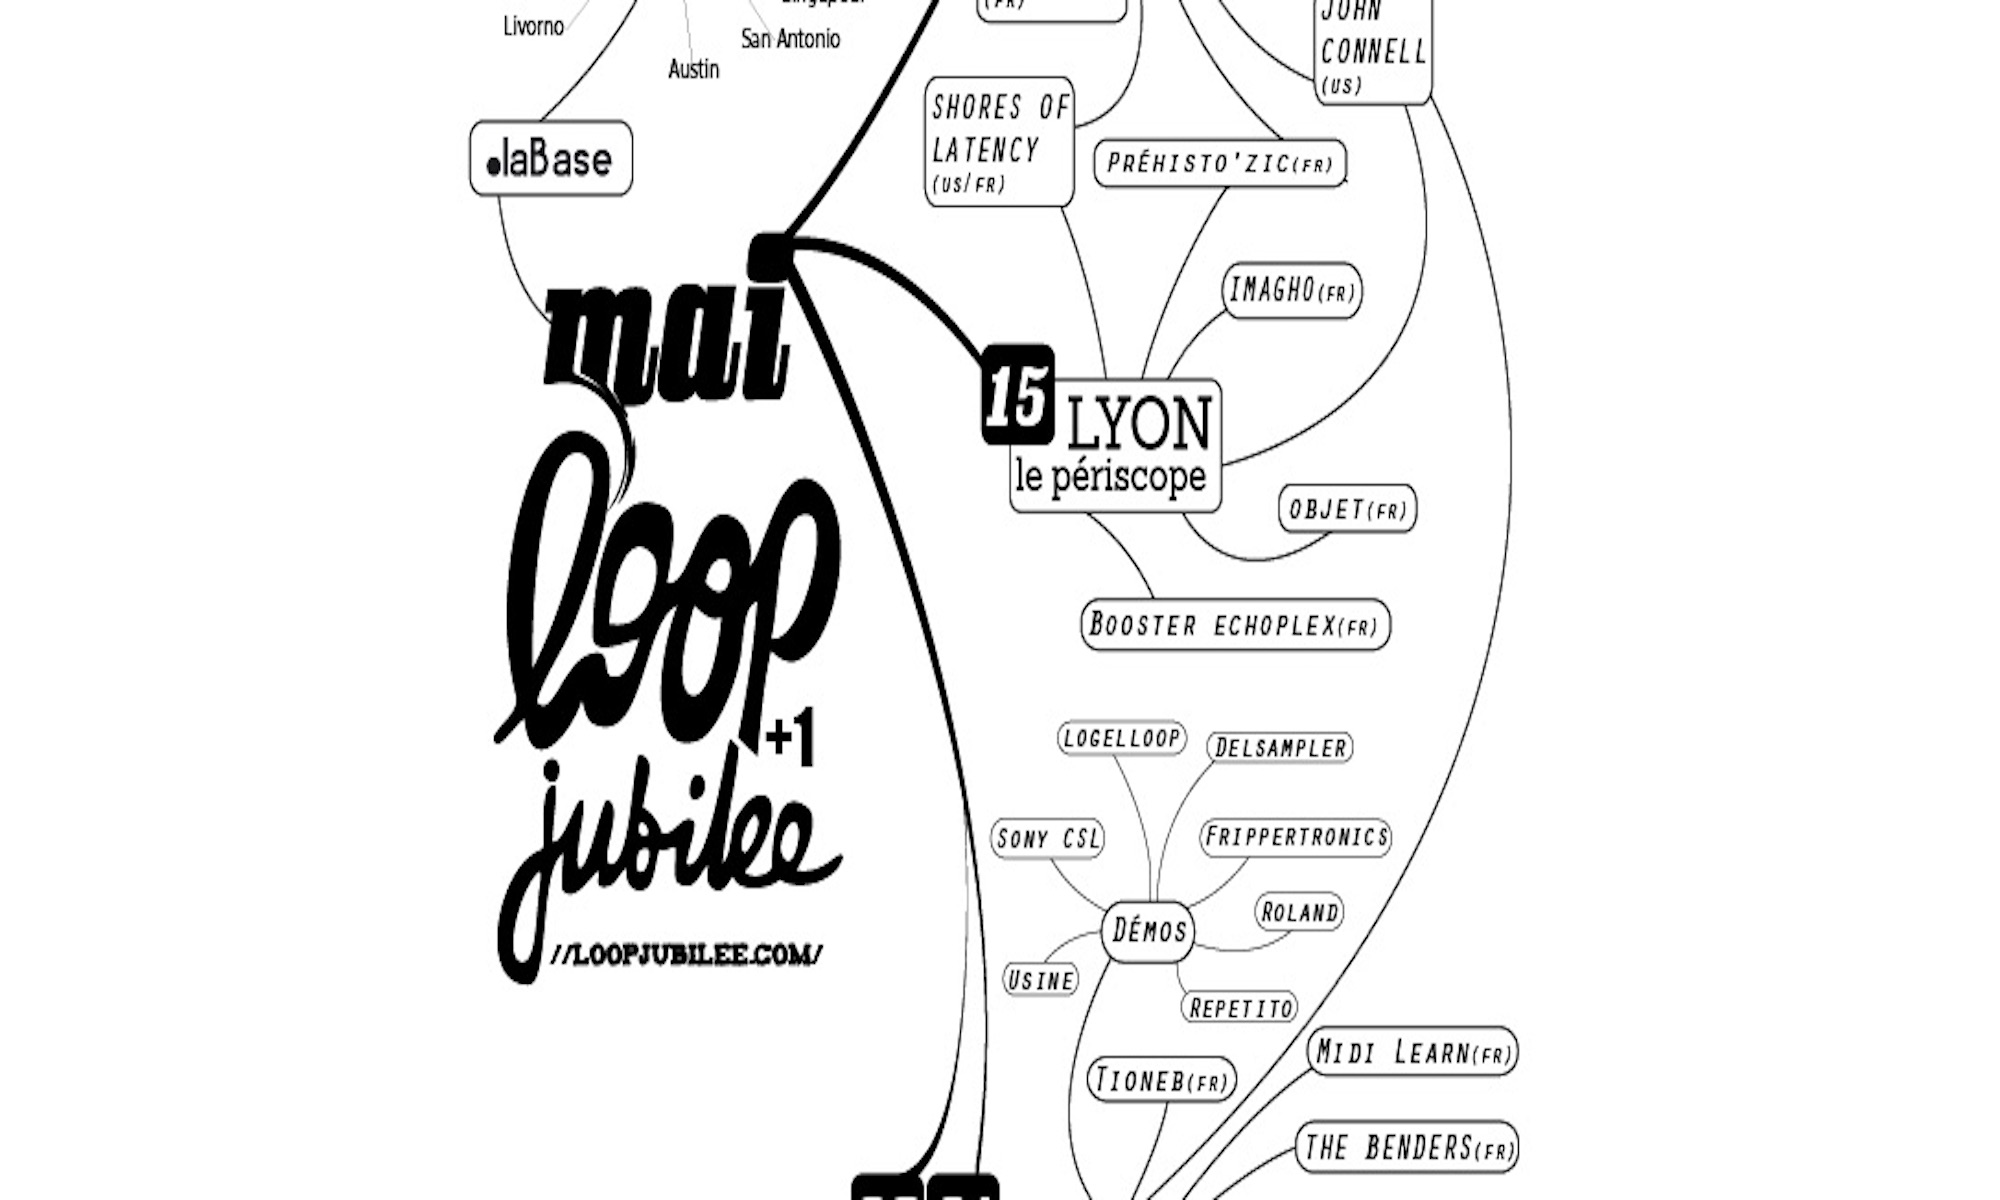 Livorno
San Antonio
Austin
(FR)
JOHN
CONNELL
(US)
SHORES OF
LATENCY
(US/FR)
PRÉHISTO'ZIC(FR)
.laBase
IMAGHO(FR)
mai
15
LYON
le périscope
OBJET(FR)
BOOSTER ECHOPLEX(FR)
loop
+1
jubilee
//LOOPJUBILEE.COM/
LOGELLOOP
DELSAMPLER
SONY CSL
FRIPPERTRONICS
ROLAND
DÉMOS
USINE
REPETITO
MIDI LEARN(FR)
TIONEB(FR)
THE BENDERS(FR)